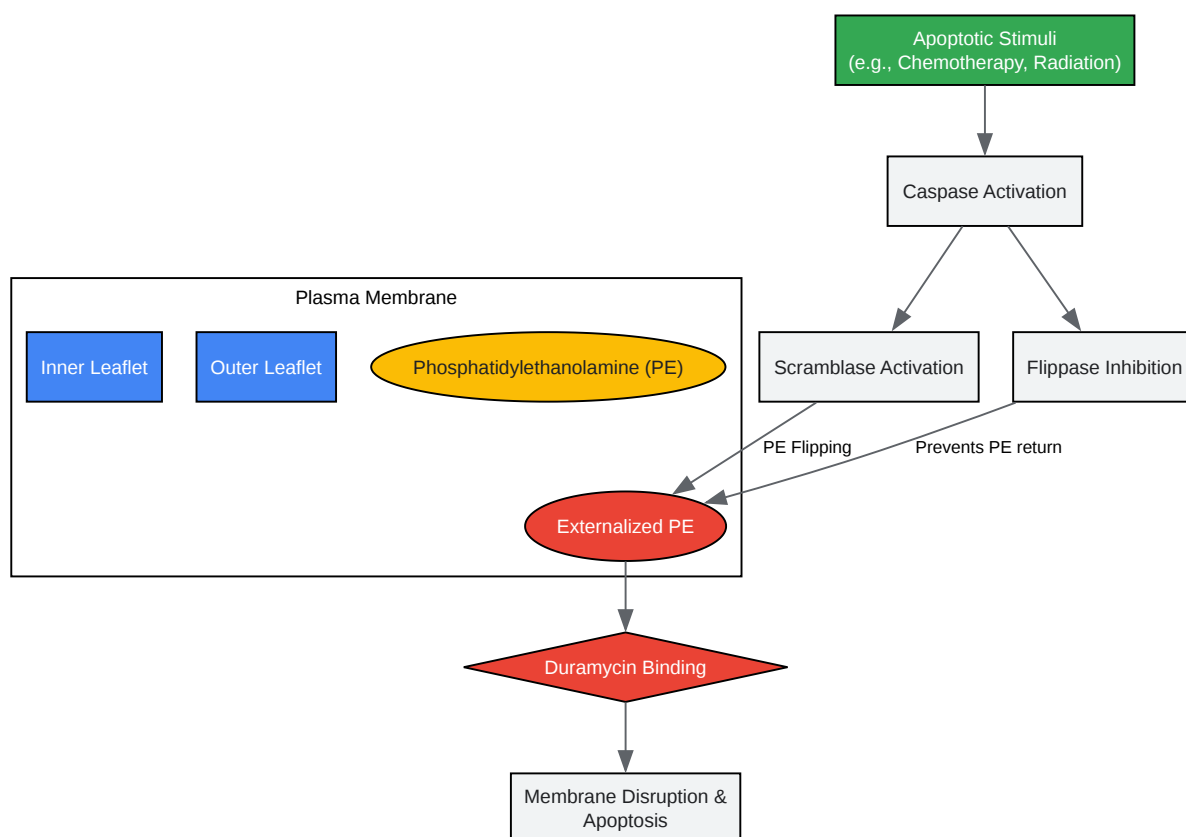 Apoptotic Stimuli
(e.g., Chemotherapy, Radiation)
Caspase Activation
Plasma Membrane
Inner Leaflet
Outer Leaflet
Phosphatidylethanolamine (PE)
Scramblase Activation
Flippase Inhibition
PE Flipping
Prevents PE return
Externalized PE
Duramycin Binding
Membrane Disruption &
Apoptosis